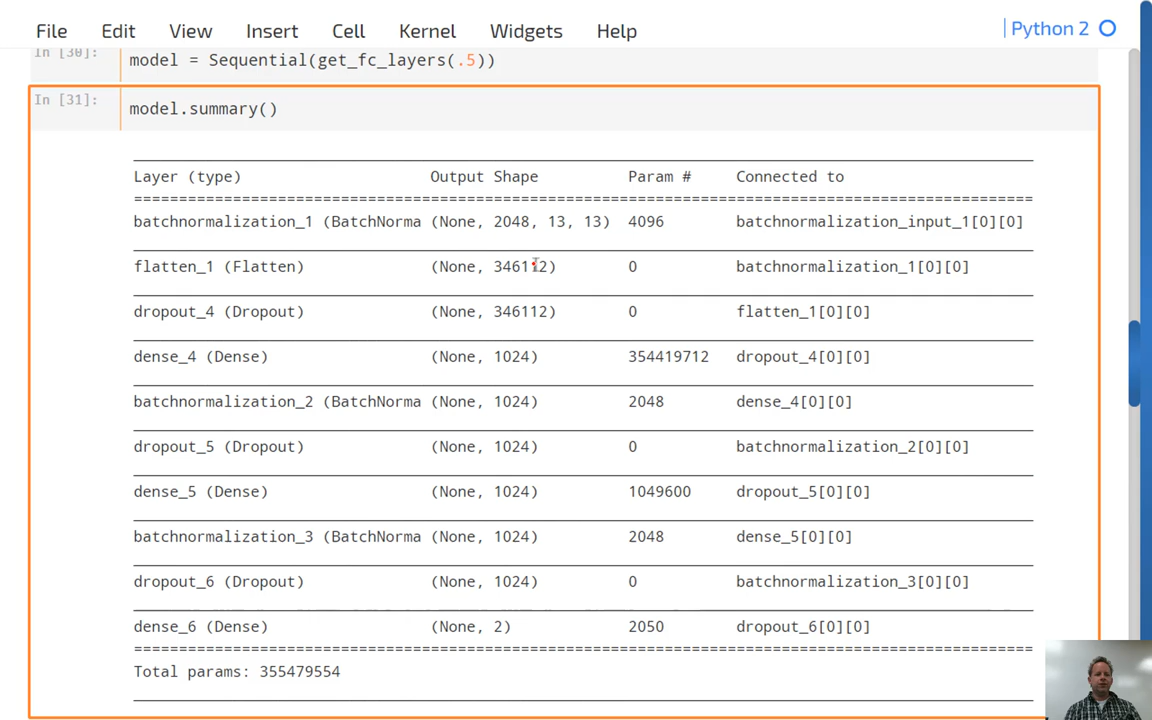 File Edit View Insert Cell Kernel Widgets Help Python 2
In [30]: model = Sequential(get_fc_layers(.5))
In [31]: model.summary()
Layer (type) Output Shape Param # Connected to
batchnormalization_1 (BatchNorma (None, 2048, 13, 13) 4096 batchnormalization_input_1[0][0]
flatten_1 (Flatten) (None, 346112) 0 batchnormalization_1[0][0]
dropout_4 (Dropout) (None, 346112) 0 flatten_1[0][0]
dense_4 (Dense) (None, 1024) 354419712 dropout_4[0][0]
batchnormalization_2 (BatchNorma (None, 1024) 2048 dense_4[0][0]
dropout_5 (Dropout) (None, 1024) 0 batchnormalization_2[0][0]
dense_5 (Dense) (None, 1024) 1049600 dropout_5[0][0]
batchnormalization_3 (BatchNorma (None, 1024) 2048 dense_5[0][0]
dropout_6 (Dropout) (None, 1024) 0 batchnormalization_3[0][0]
dense_6 (Dense) (None, 2) 2050 dropout_6[0][0]
Total params: 355479554